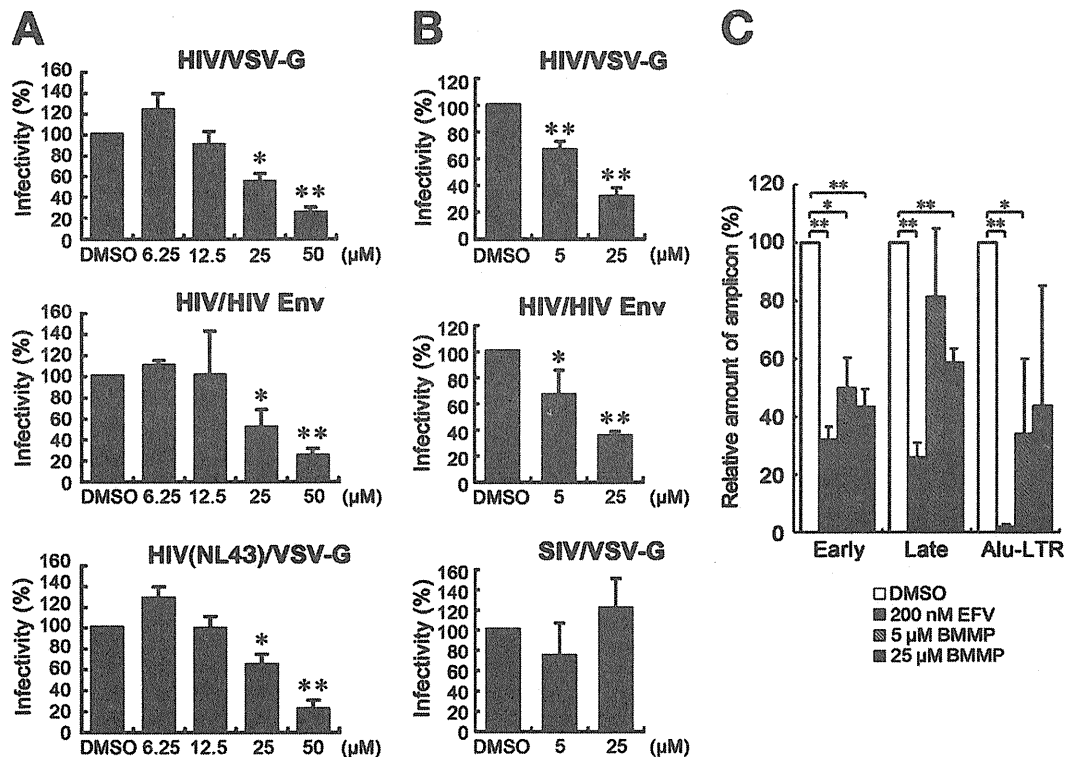 A
HIV/VSV-G
Infectivity (%)
160
140
120
100
80
60
40
20
0
* **
DMSO 6.25 12.5 25 50 (µM)
HIV/HIV Env
Infectivity (%)
160
140
120
100
80
60
40
20
0
* **
DMSO 6.25 12.5 25 50 (µM)
HIV(NL43)/VSV-G
Infectivity (%)
160
140
120
100
80
60
40
20
0
* **
DMSO 6.25 12.5 25 50 (µM)
B
HIV/VSV-G
Infectivity (%)
120
100
80
60
40
20
0
** **
DMSO 5 25 (µM)
HIV/HIV Env
Infectivity (%)
120
100
80
60
40
20
0
* **
DMSO 5 25 (µM)
SIV/VSV-G
Infectivity (%)
160
140
120
100
80
60
40
20
0
DMSO 5 25 (µM)
C
Relative amount of amplicon (%)
120
100
80
60
40
20
0
**
*
**
**
**
*
**
Early Late Alu-LTR
DMSO
200 nM EFV
5 µM BMMP
25 µM BMMP